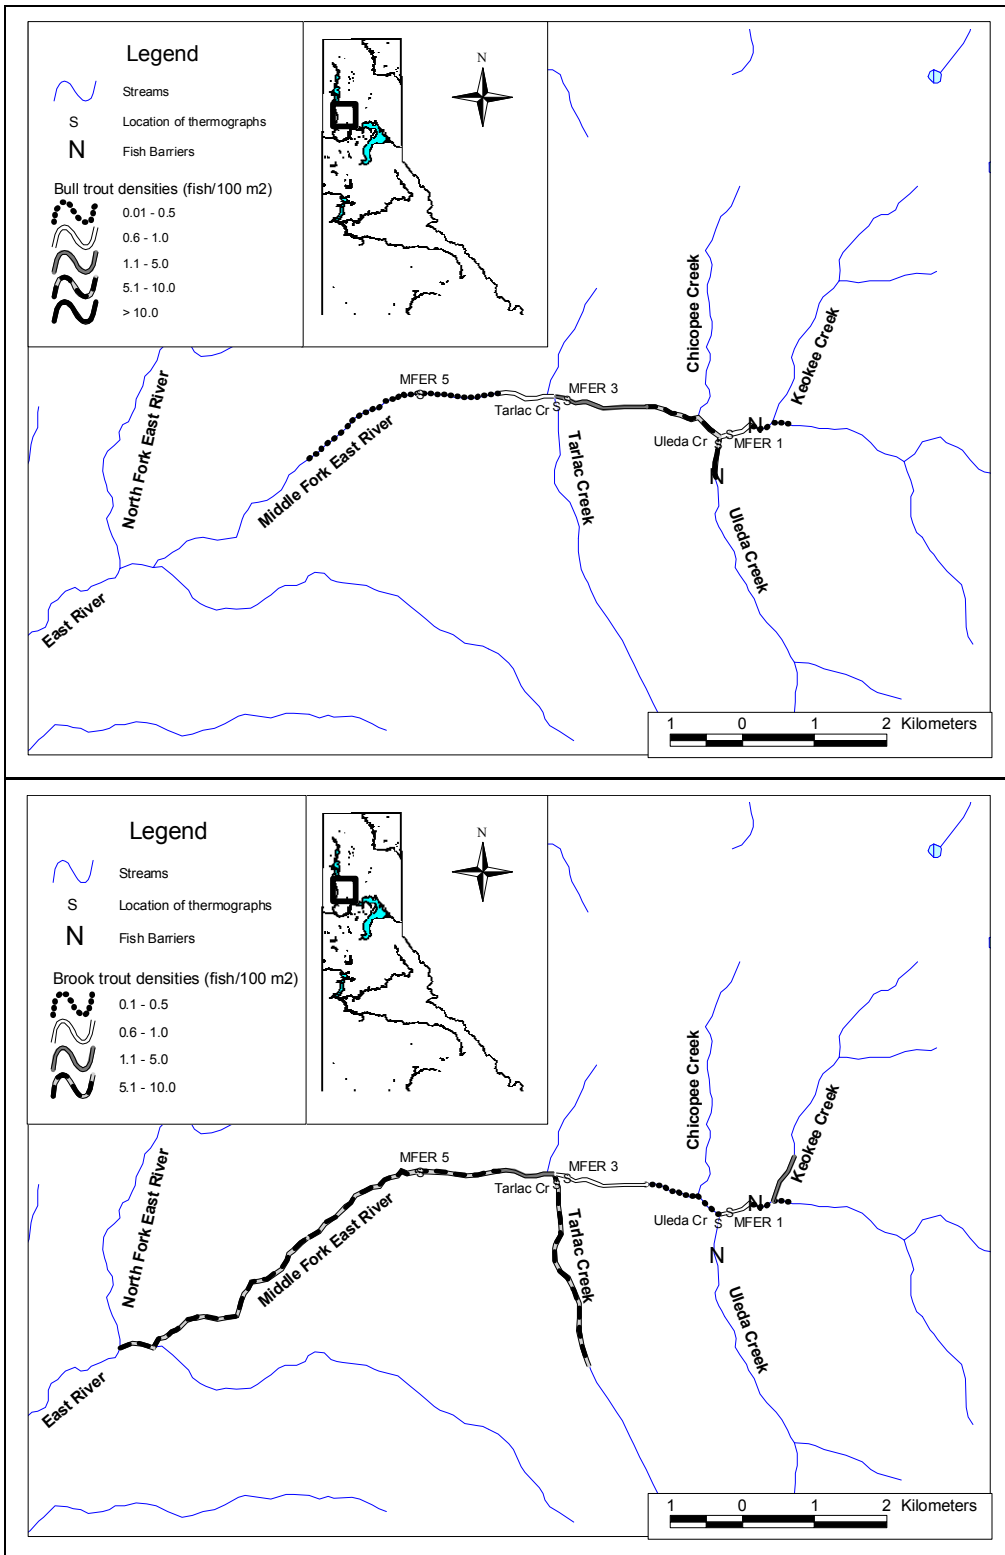 Legend
Streams
S Location of thermographs
N Fish Barriers
Bull trout densities (fish/100 m2)
0.01 - 0.5
0.6 - 1.0
1.1 - 5.0
5.1 - 10.0
> 10.0
N
North Fork East River
Middle Fork East River
East River
MFER 5
S
Tarlac Cr
S
S
MFER 3
Tarlac Creek
Chicopee Creek
Keokee Creek
Uleda Cr
S
S
MFER 1
N
N
Uleda Creek
1 0 1 2 Kilometers
Legend
Streams
S Location of thermographs
N Fish Barriers
Brook trout densities (fish/100 m2)
0.1 - 0.5
0.6 - 1.0
1.1 - 5.0
5.1 - 10.0
N
North Fork East River
Middle Fork East River
East River
MFER 5
S
Tarlac Cr
S
S
MFER 3
Tarlac Creek
Chicopee Creek
Keokee Creek
Uleda Cr
S
S
MFER 1
N
N
Uleda Creek
1 0 1 2 Kilometers